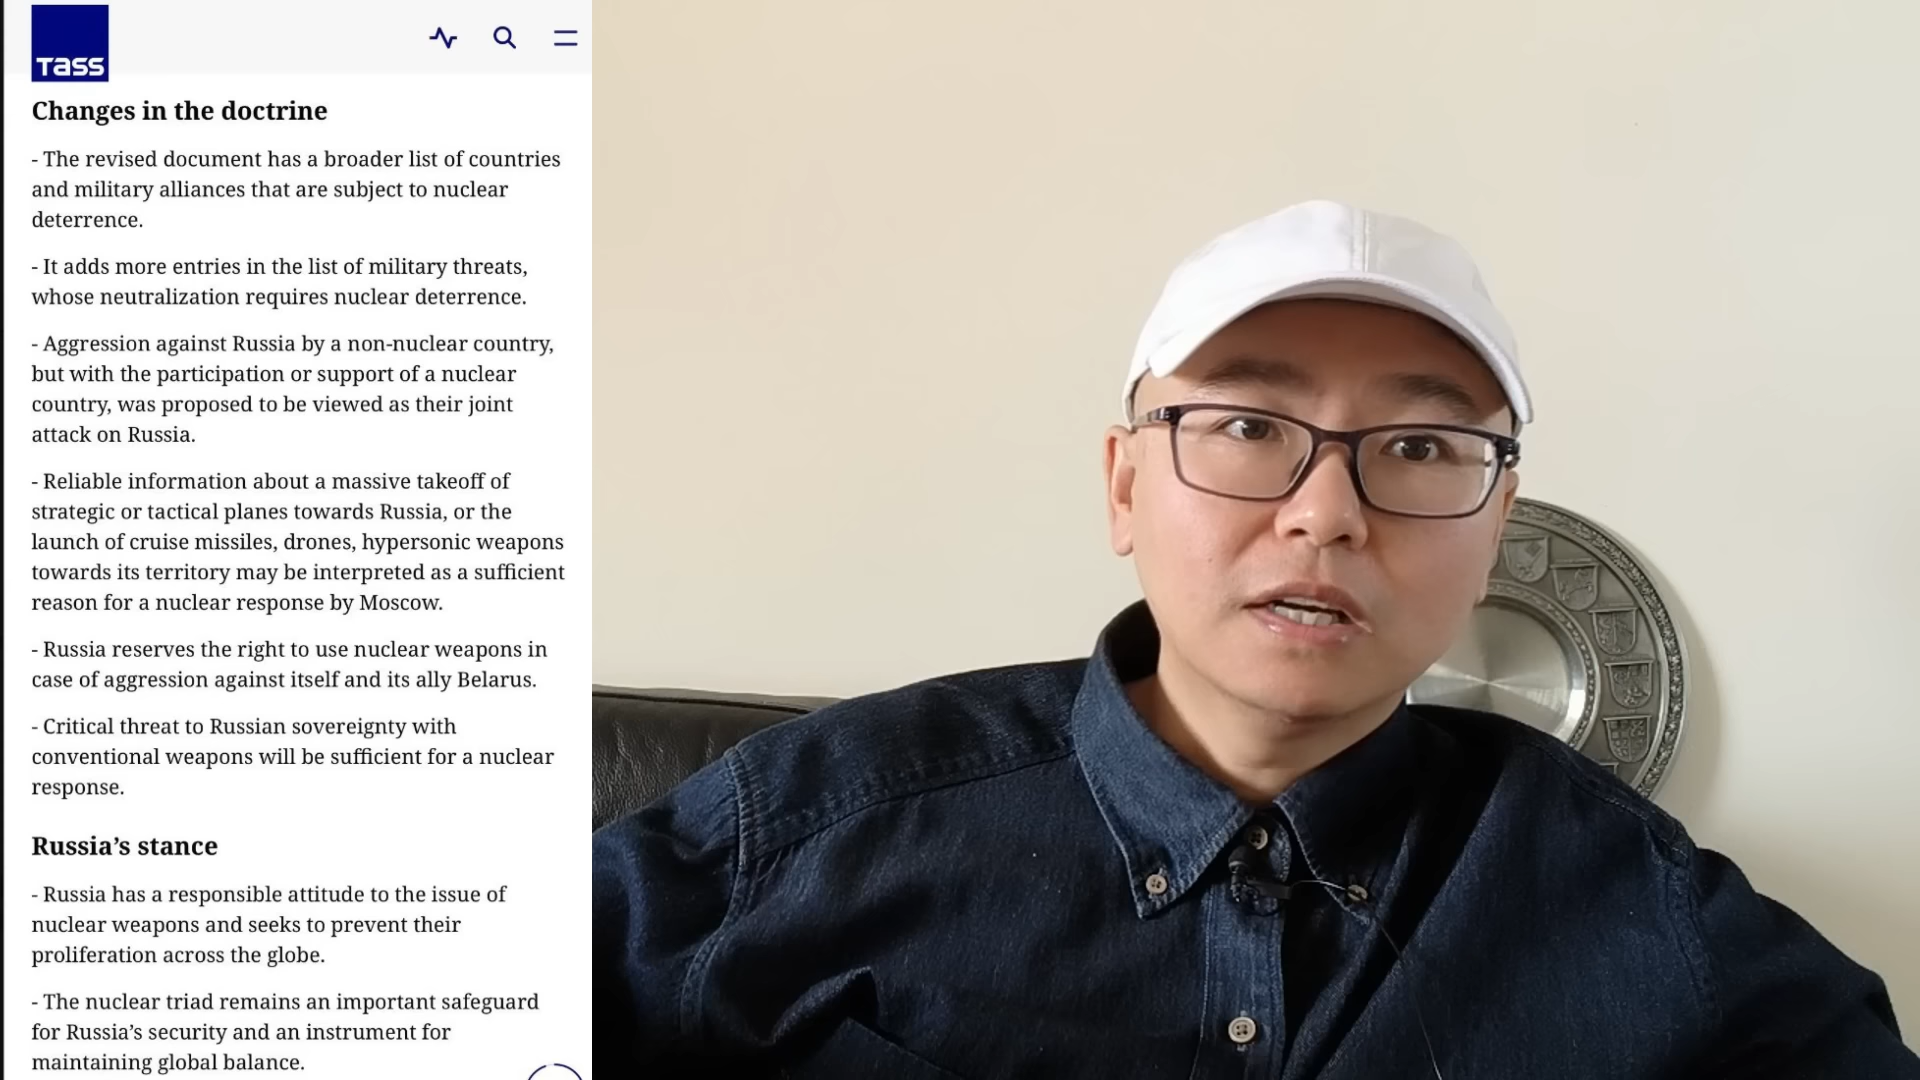 Tass
Changes in the doctrine
- The revised document has a broader list of countries
and military alliances that are subject to nuclear
deterrence.
- It adds more entries in the list of military threats,
whose neutralization requires nuclear deterrence.
- Aggression against Russia by a non-nuclear country,
but with the participation or support of a nuclear
country, was proposed to be viewed as their joint
attack on Russia.
- Reliable information about a massive takeoff of
strategic or tactical planes towards Russia, or the
launch of cruise missiles, drones, hypersonic weapons
towards its territory may be interpreted as a sufficient
reason for a nuclear response by Moscow.
- Russia reserves the right to use nuclear weapons in
case of aggression against itself and its ally Belarus.
- Critical threat to Russian sovereignty with
conventional weapons will be sufficient for a nuclear
response.
Russia’s stance
- Russia has a responsible attitude to the issue of
nuclear weapons and seeks to prevent their
proliferation across the globe.
- The nuclear triad remains an important safeguard
for Russia’s security and an instrument for
maintaining global balance.